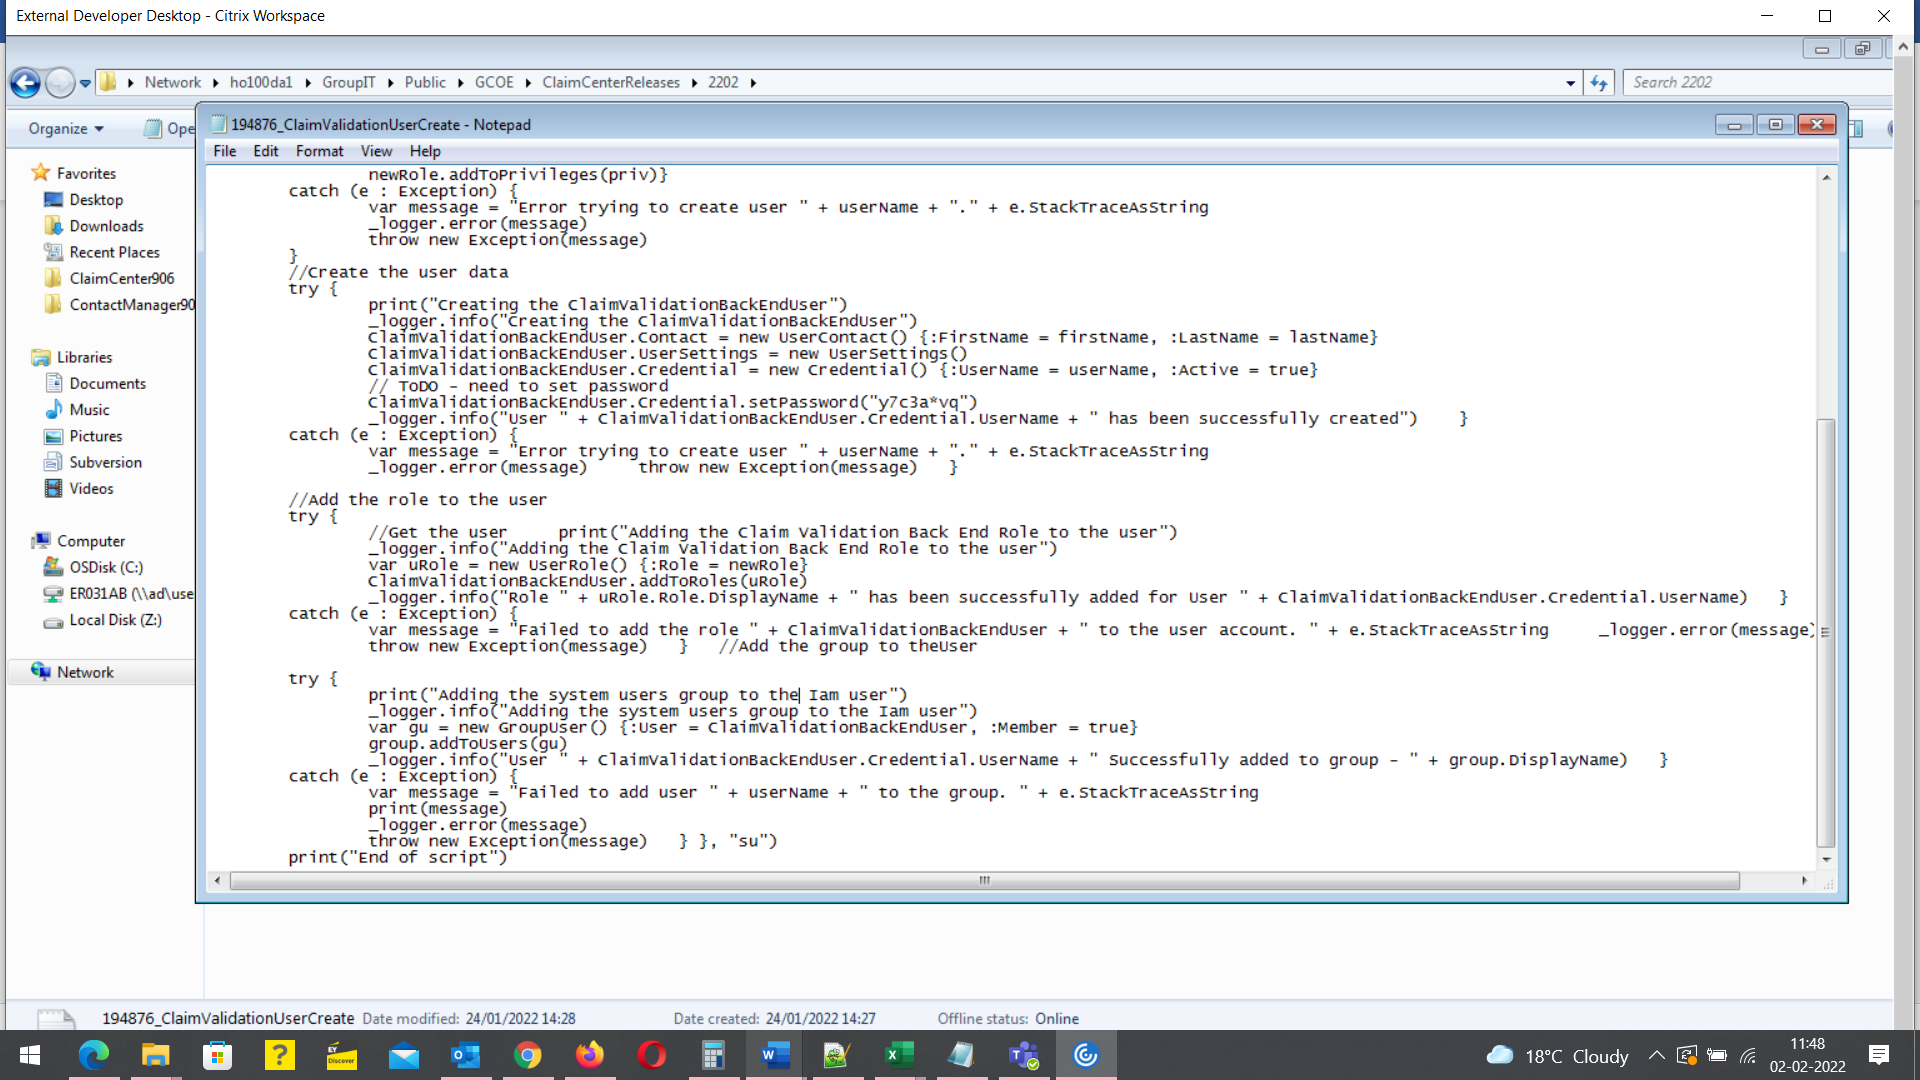 External Developer Desktop - Citrix Workspace
Network ho100da1 GroupIT Public GCOE ClaimCenterReleases 2202
Search 2202
Organize
Ope
194876_ClaimValidationUserCreate - Notepad
File Edit Format View Help
Favorites
Desktop
Downloads
Recent Places
ClaimCenter906
ContactManager90
Libraries
Documents
Music
Pictures
Subversion
Videos
Computer
OSDisk (C:)
ER031AB (\\ad\use
Local Disk (Z:)
Network
newRole.addToPrivileges(priv)}
catch (e : Exception) {
var message = "Error trying to create user " + userName + "." + e.StackTraceAsString
_logger.error(message)
throw new Exception(message)
}
//Create the user data
try {
print("Creating the ClaimValidationBackEndUser")
_logger.info("Creating the ClaimValidationBackEndUser")
ClaimValidationBackEndUser.Contact = new UserContact() {:FirstName = firstName, :LastName = lastName}
ClaimValidationBackEndUser.UserSettings = new UserSettings()
ClaimValidationBackEndUser.Credential = new Credential() {:UserName = userName, :Active = true}
// ToDO - need to set password
ClaimValidationBackEndUser.Credential.setPassword("y7c3a*vq")
_logger.info("User " + ClaimValidationBackEndUser.Credential.UserName + " has been successfully created") }
catch (e : Exception) {
var message = "Error trying to create user " + userName + "." + e.StackTraceAsString
_logger.error(message) throw new Exception(message) }
//Add the role to the user
try {
//Get the user print("Adding the Claim Validation Back End Role to the user")
_logger.info("Adding the Claim Validation Back End Role to the user")
var uRole = new UserRole() {:Role = newRole}
ClaimValidationBackEndUser.addToRoles(uRole)
_logger.info("Role " + uRole.Role.DisplayName + " has been successfully added for User " + ClaimValidationBackEndUser.Credential.UserName) }
catch (e : Exception) {
var message = "Failed to add the role " + ClaimValidationBackEndUser + " to the user account. " + e.StackTraceAsString _logger.error(message)
throw new Exception(message) } //Add the group to theUser
try {
print("Adding the system users group to the Iam user")
_logger.info("Adding the system users group to the Iam user")
var gu = new GroupUser() {:User = ClaimValidationBackEndUser, :Member = true}
group.addToUsers(gu)
_logger.info("User " + ClaimValidationBackEndUser.Credential.UserName + " Successfully added to group - " + group.DisplayName) }
catch (e : Exception) {
var message = "Failed to add user " + userName + " to the group. " + e.StackTraceAsString
print(message)
_logger.error(message)
throw new Exception(message) } }, "su")
print("End of script")
194876_ClaimValidationUserCreate Date modified: 24/01/2022 14:28 Date created: 24/01/2022 14:27 Offline status: Online
EY
Discover
18°C Cloudy
11:48
02-02-2022